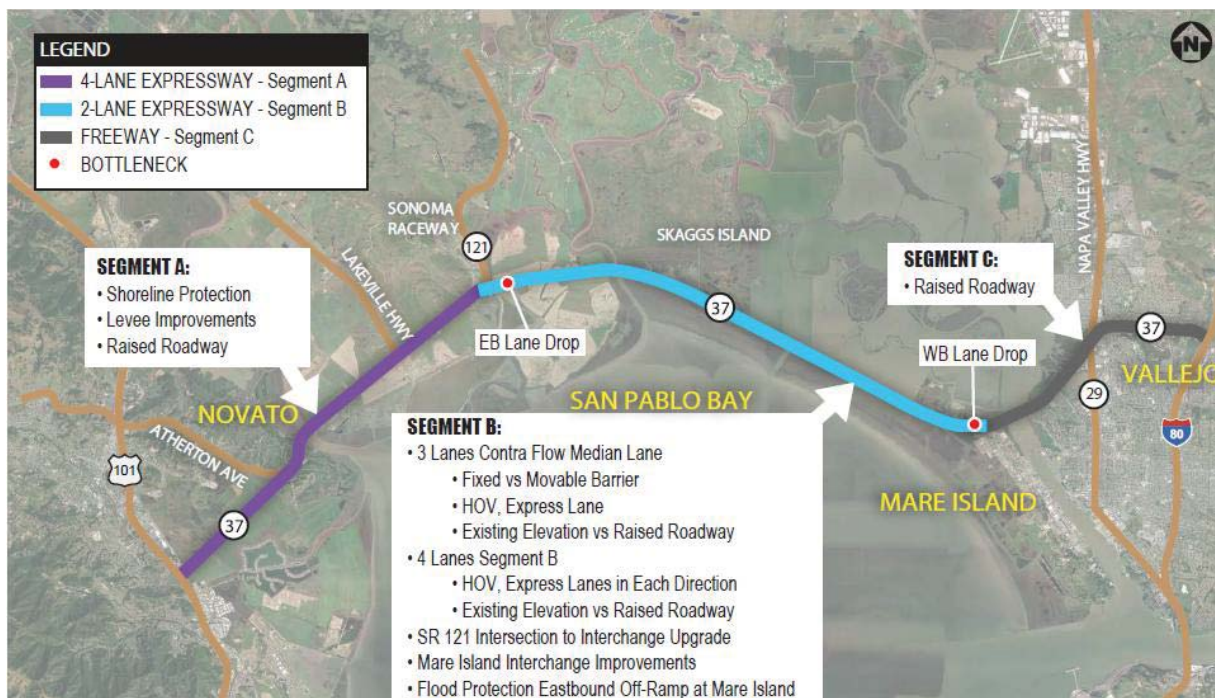 LEGEND
4-LANE EXPRESSWAY - Segment A
2-LANE EXPRESSWAY - Segment B
FREEWAY - Segment C
BOTTLENECK
N
SONOMA
RACEWAY
121
SKAGGS ISLAND
NAPA VALLEY HWY
LAKEVILLE HWY
SEGMENT A:
• Shoreline Protection
• Levee Improvements
• Raised Roadway
SEGMENT C:
• Raised Roadway
37
37
EB Lane Drop
WB Lane Drop
VALLEJO
29
80
NOVATO
SAN PABLO BAY
ATHERTON AVE
101
37
MARE ISLAND
SEGMENT B:
• 3 Lanes Contra Flow Median Lane
• Fixed vs Movable Barrier
• HOV, Express Lane
• Existing Elevation vs Raised Roadway
• 4 Lanes Segment B
• HOV, Express Lanes in Each Direction
• Existing Elevation vs Raised Roadway
• SR 121 Intersection to Interchange Upgrade
• Mare Island Interchange Improvements
• Flood Protection Eastbound Off-Ramp at Mare Island